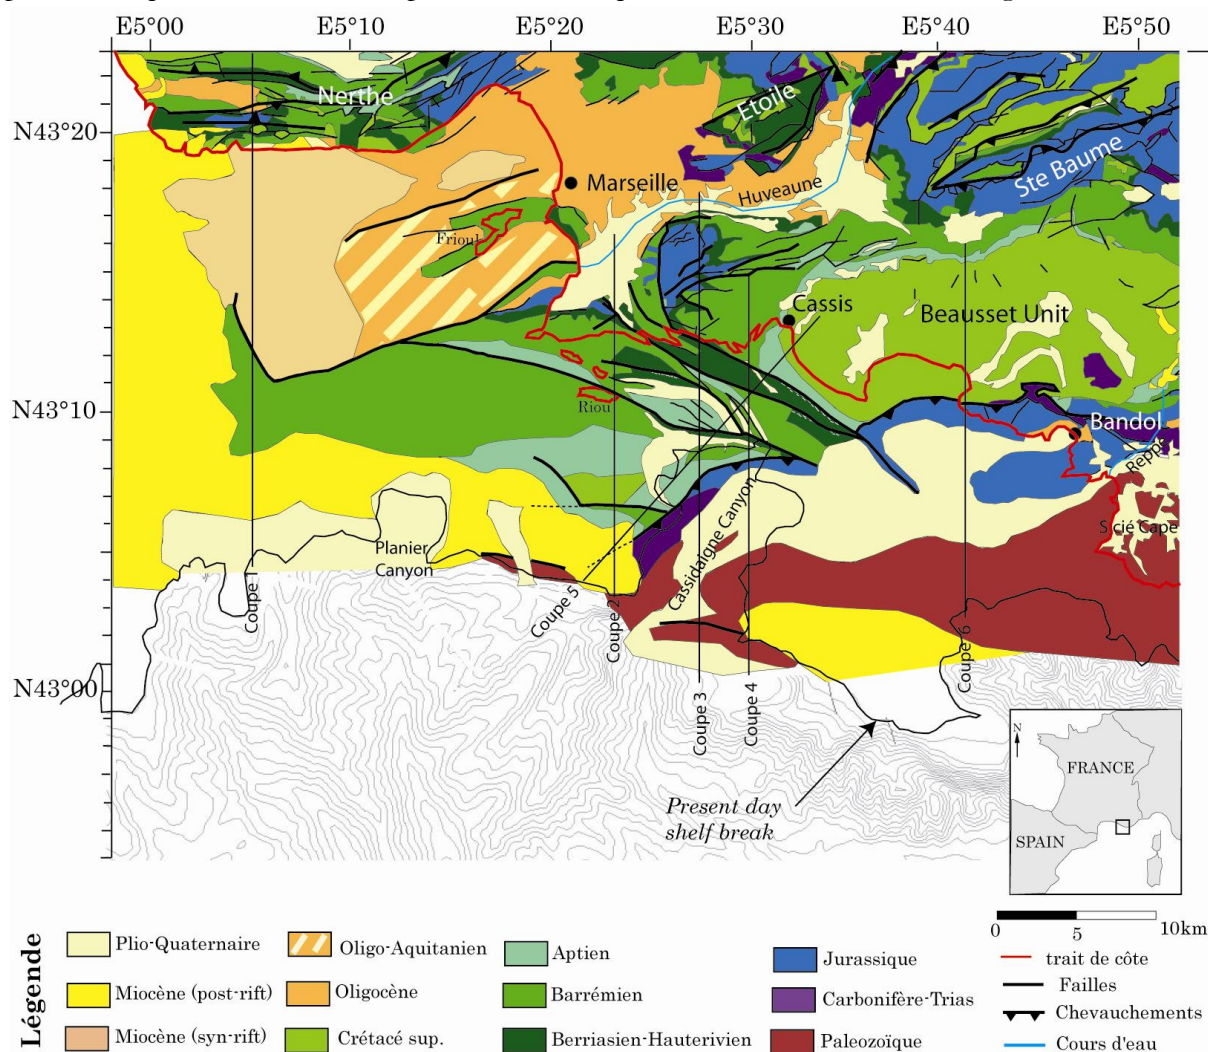 E5°00
E5°10
E5°20
E5°30
E5°40
E5°50
N43°20
N43°10
N43°00
Nerthe
Etoile
Ste Baume
Marseille
Huveaune
Frioul
Cassis
Beausset Unit
Riou
Bandol
Reppe
Sicié Cape
Planier
Canyon
Cassidaigne Canyon
Coupe 1
Coupe 5
Coupe 2
Coupe 3
Coupe 4
Coupe 6
Present day
shelf break
N
FRANCE
SPAIN
0
5
10km
Légende
Plio-Quaternaire
Miocène (post-rift)
Miocène (syn-rift)
Oligo-Aquitanien
Oligocène
Crétacé sup.
Aptien
Barrémien
Berriasien-Hauterivien
Jurassique
Carbonifère-Trias
Paleozoïque
trait de côte
Failles
Chevauchements
Cours d'eau